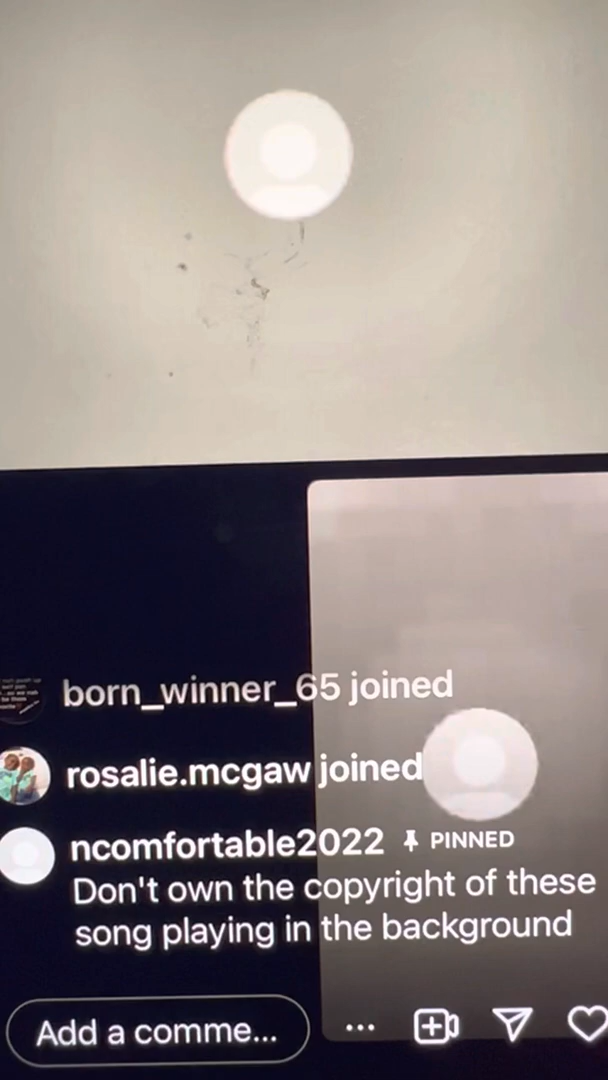 born_winner_65 joined
rosalie.mcgaw joined
ncomfortable2022 PINNED
Don't own the copyright of these
song playing in the background
Add a comme...